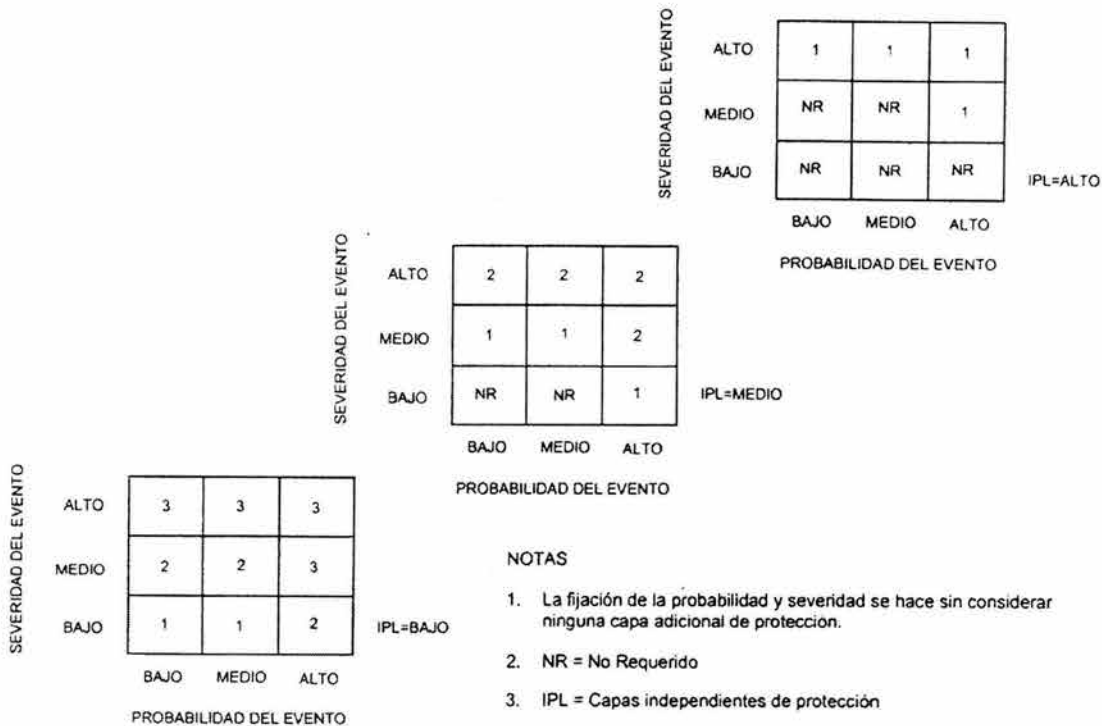 SEVERIDAD DEL EVENTO
ALTO 1 1 1
MEDIO NR NR 1
BAJO NR NR NR IPL=ALTO
BAJO MEDIO ALTO
PROBABILIDAD DEL EVENTO
SEVERIDAD DEL EVENTO
ALTO 2 2 2
MEDIO 1 1 2
BAJO NR NR 1 IPL=MEDIO
BAJO MEDIO ALTO
PROBABILIDAD DEL EVENTO
SEVERIDAD DEL EVENTO
ALTO 3 3 3
MEDIO 2 2 3
BAJO 1 1 2 IPL=BAJO
BAJO MEDIO ALTO
PROBABILIDAD DEL EVENTO
NOTAS
1. La fijación de la probabilidad y severidad se hace sin considerar
ninguna capa adicional de protección.
2. NR = No Requerido
3. IPL = Capas independientes de protección